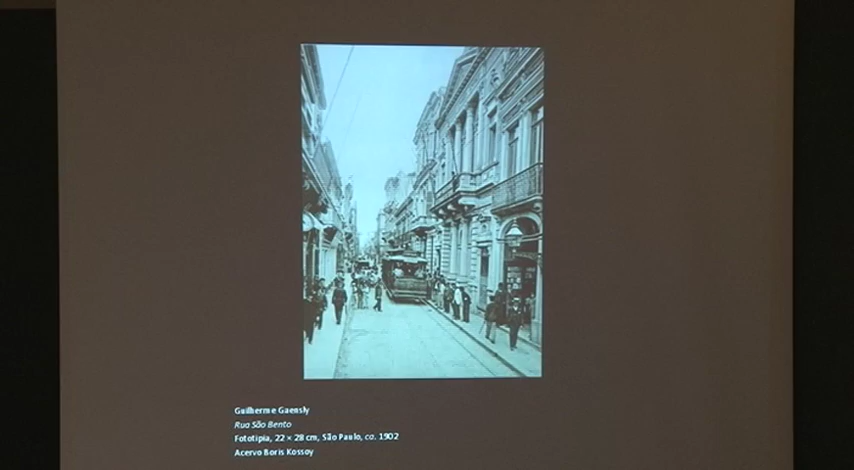 Guilherme Gaensly
Rua São Bento
Fototipia, 22 × 28 cm, São Paulo, ca. 1902
Acervo Boris Kossoy